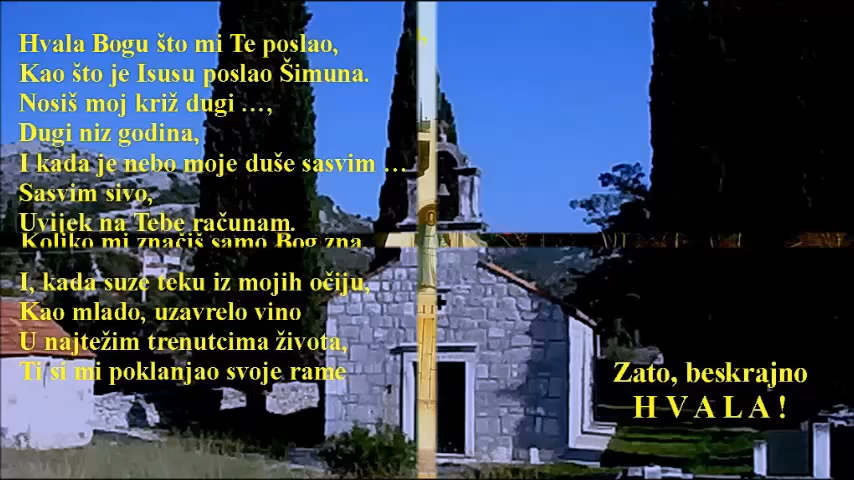 Hvala Bogu što mi Te poslao,
Kao što je Isusu poslao Šimuna.
Nosiš moj križ dugi …,
Dugi niz godina,
I kada je nebo moje duše sasvim …
Sasvim sivo,
Uvijek na Tebe računam.
Koliko mi značiš samo Bog zna
I, kada suze teku iz mojih očiju,
Kao mlado, uzavrelo vino
U najtežim trenutcima života,
Ti si mi poklanjao svoje rame
Zato, beskrajno
H V A L A !